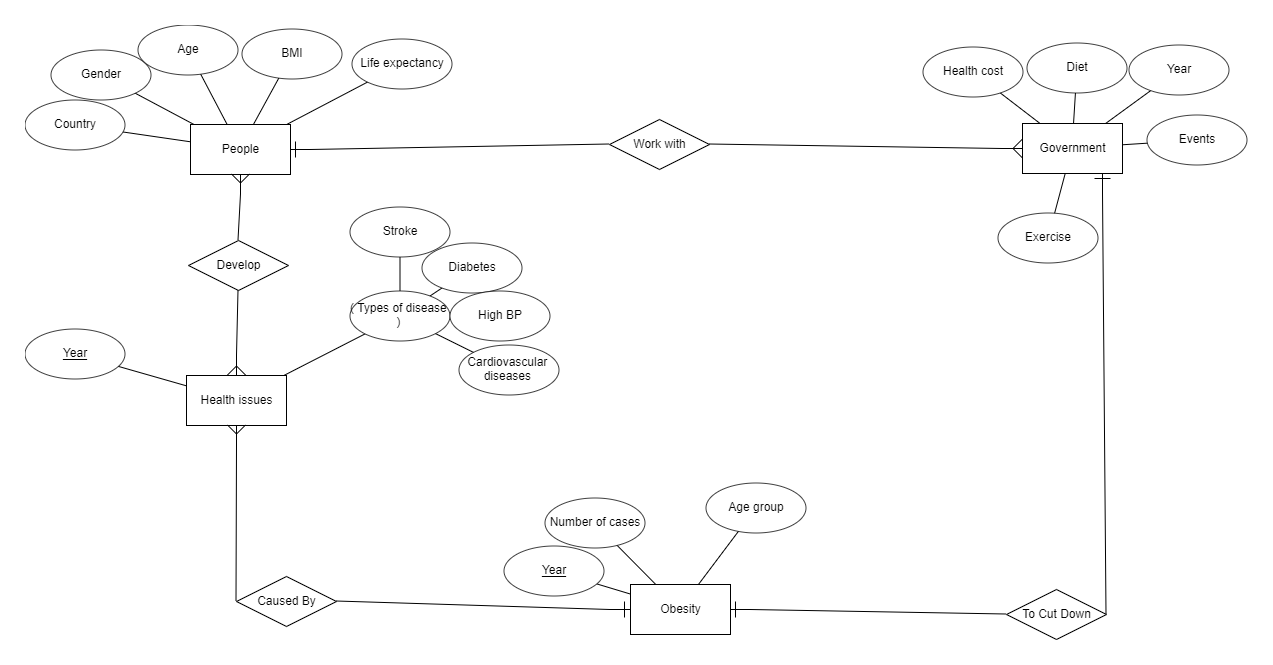 Age
BMI
Life expectancy
Gender
Country
People
Work with
Health cost
Diet
Year
Events
Government
Exercise
Develop
Stroke
Diabetes
( Types of disease
)
High BP
Cardiovascular
diseases
Year
Health issues
Number of cases
Age group
Year
Caused By
Obesity
To Cut Down